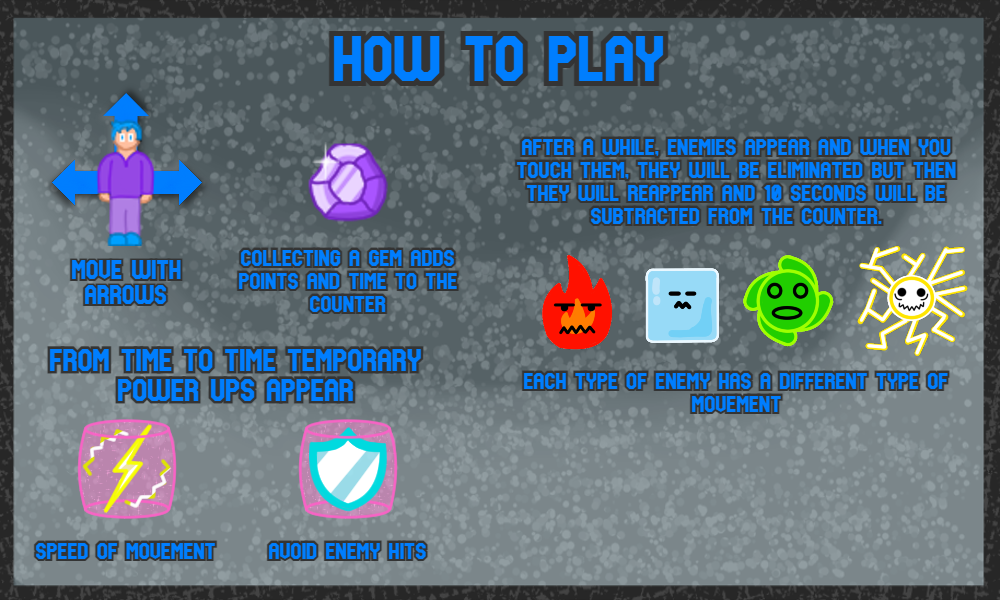 HOW TO PLAY
MOVE WITH
ARROWS
COLLECTING A GEM ADDS
POINTS AND TIME TO THE
COUNTER
FROM TIME TO TIME TEMPORARY
POWER UPS APPEAR
SPEED OF MOVEMENT
AVOID ENEMY HITS
AFTER A WHILE, ENEMIES APPEAR AND WHEN YOU
TOUCH THEM, THEY WILL BE ELIMINATED BUT THEN
THEY WILL REAPPEAR AND 10 SECONDS WILL BE
SUBTRACTED FROM THE COUNTER.
EACH TYPE OF ENEMY HAS A DIFFERENT TYPE OF
MOVEMENT